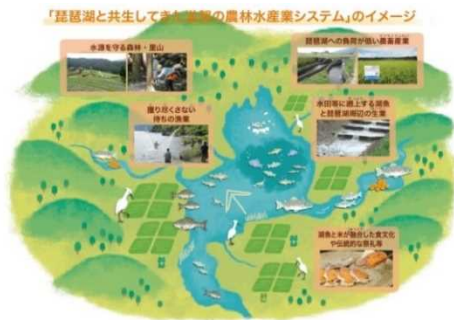 「琵琶湖と共生してきた滋賀の農林水産業システム」のイメージ
水源を守る森林・里山
琵琶湖への負荷が低い農畜産業
獲り尽くさない
待ちの漁業
水田等に遡上する湖魚
と琵琶湖周辺の生業
湖魚と米が融合した食文化
や伝統的な祭礼等